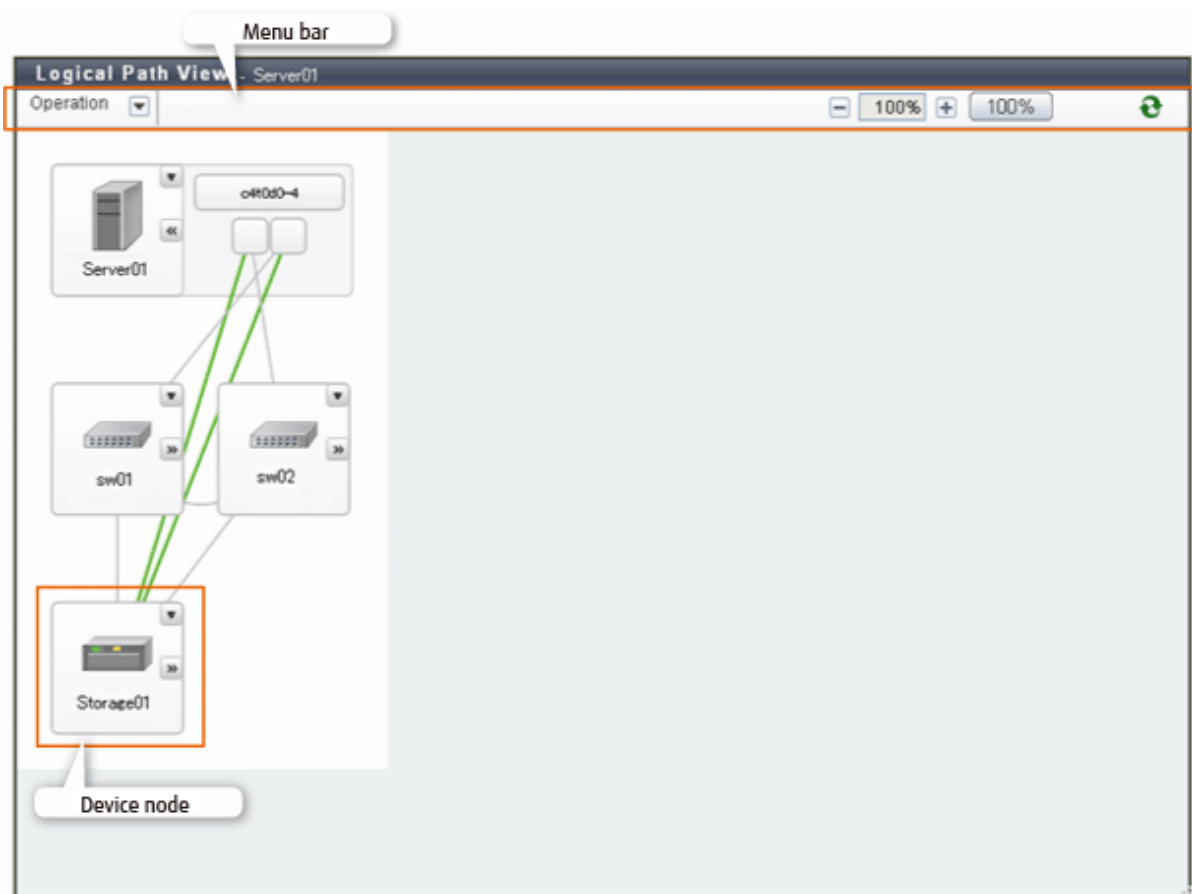 Menu bar
Logical Path View - Server01
Operation
100%
100%
c4t0d0-4
Server01
sw01
sw02
Storage01
Device node